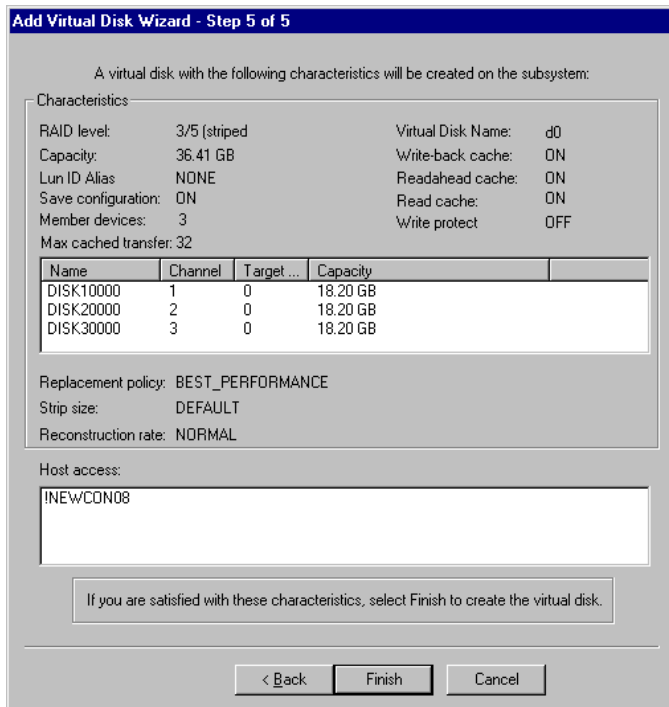 Add Virtual Disk Wizard - Step 5 of 5
A virtual disk with the following characteristics will be created on the subsystem:
Characteristics
RAID level: 3/5 (striped
Capacity: 36.41 GB
Lun ID Alias NONE
Save configuration: ON
Member devices: 3
Max cached transfer: 32
Virtual Disk Name: d0
Write-back cache: ON
Readahead cache: ON
Read cache: ON
Write protect OFF
Name Channel Target ... Capacity
DISK10000 1 0 18.20 GB
DISK20000 2 0 18.20 GB
DISK30000 3 0 18.20 GB
Replacement policy: BEST_PERFORMANCE
Strip size: DEFAULT
Reconstruction rate: NORMAL
Host access:
!NEWCON08
If you are satisfied with these characteristics, select Finish to create the virtual disk.
< Back Finish Cancel